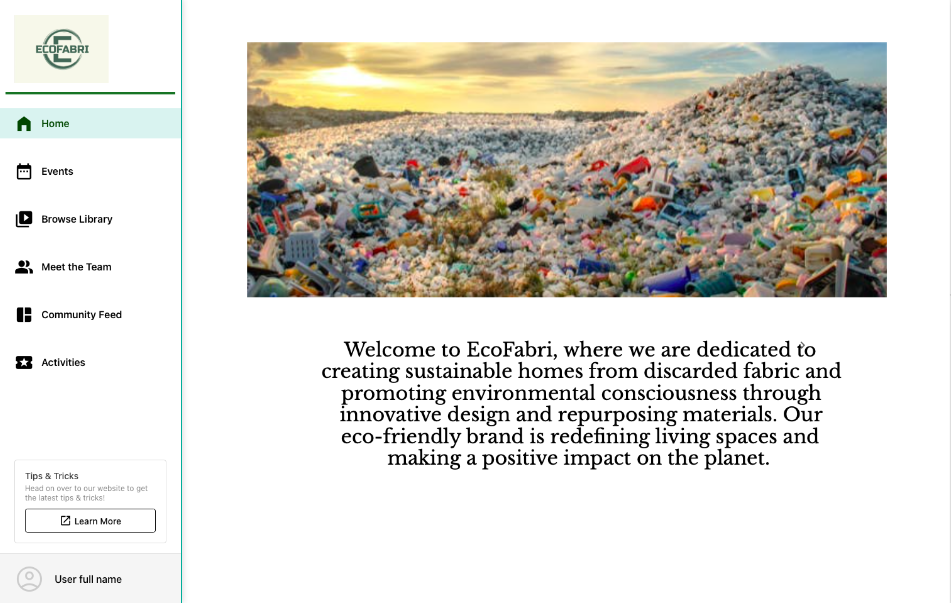 ECOFABRI
Home
Events
Browse Library
Meet the Team
Community Feed
Activities
Tips & Tricks
Head on over to our website to get
the latest tips & tricks!
Learn More
User full name
Welcome to EcoFabri, where we are dedicated to
creating sustainable homes from discarded fabric and
promoting environmental consciousness through
innovative design and repurposing materials. Our
eco-friendly brand is redefining living spaces and
making a positive impact on the planet.